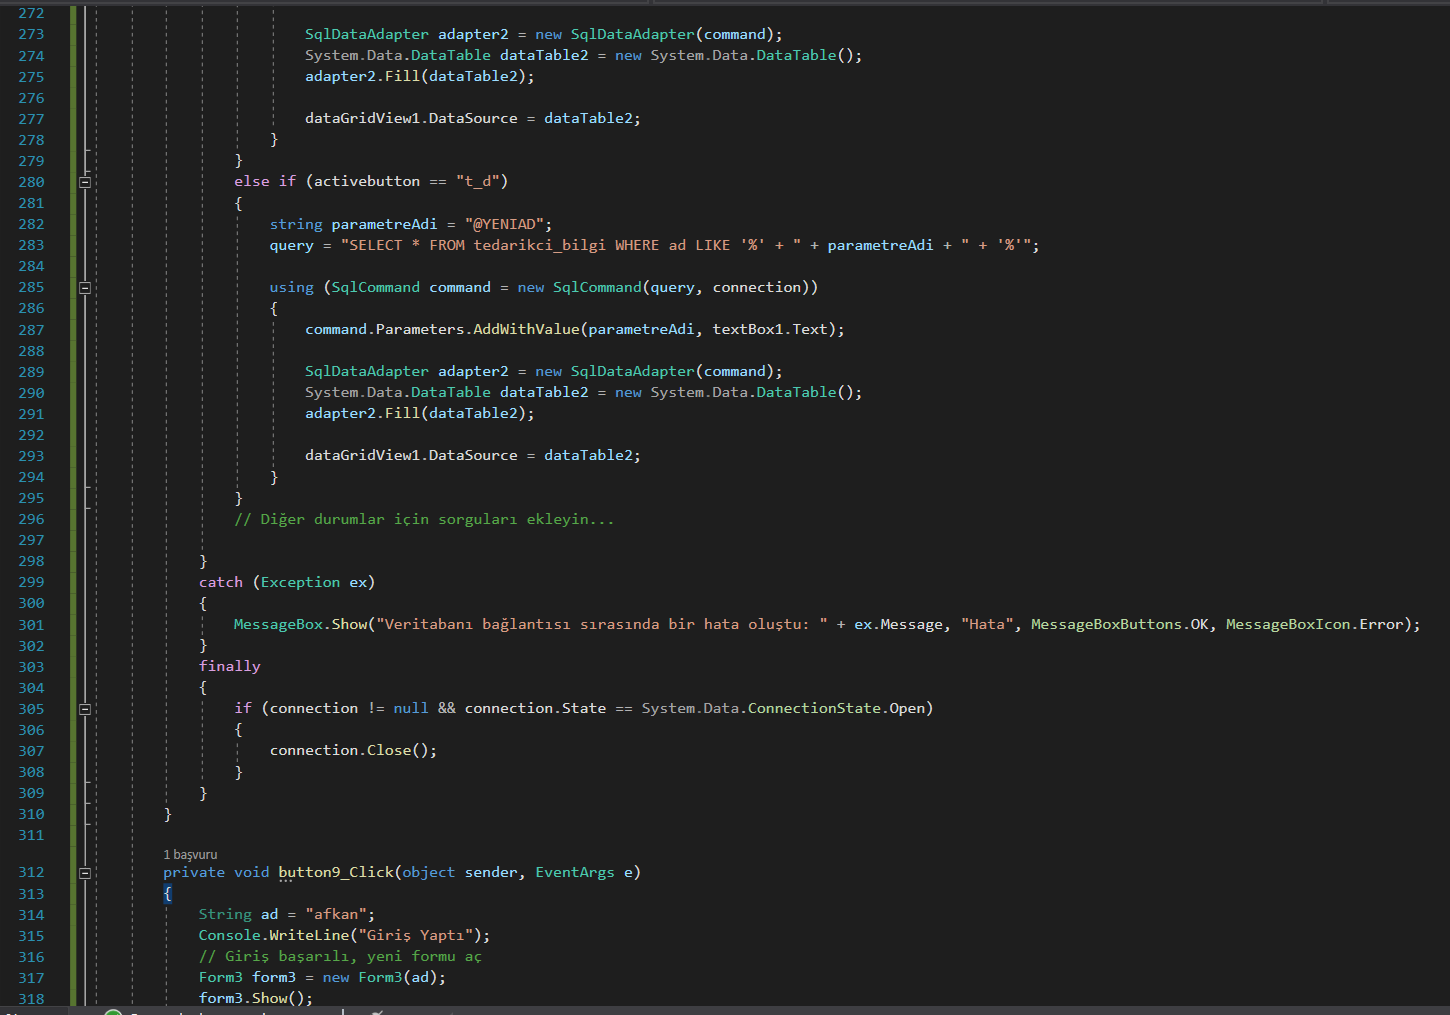 272
273 SqlDataAdapter adapter2 = new SqlDataAdapter(command);
274 System.Data.DataTable dataTable2 = new System.Data.DataTable();
275 adapter2.Fill(dataTable2);
276
277 dataGridView1.DataSource = dataTable2;
278 }
279 }
280 else if (activebutton == "t_d")
281 {
282 string parametreAdi = "@YENIAD";
283 query = "SELECT * FROM tedarikci_bilgi WHERE ad LIKE '%' + " + parametreAdi + " + '%'";
284
285 using (SqlCommand command = new SqlCommand(query, connection))
286 {
287 command.Parameters.AddWithValue(parametreAdi, textBox1.Text);
288
289 SqlDataAdapter adapter2 = new SqlDataAdapter(command);
290 System.Data.DataTable dataTable2 = new System.Data.DataTable();
291 adapter2.Fill(dataTable2);
292
293 dataGridView1.DataSource = dataTable2;
294 }
295 }
296 // Diğer durumlar için sorguları ekleyin...
297
298 }
299 catch (Exception ex)
300 {
301 MessageBox.Show("Veritabanı bağlantısı sırasında bir hata oluştu: " + ex.Message, "Hata", MessageBoxButtons.OK, MessageBoxIcon.Error);
302 }
303 finally
304 {
305 if (connection != null && connection.State == System.Data.ConnectionState.Open)
306 {
307 connection.Close();
308 }
309 }
310 }
311
1 başvuru
312 private void button9_Click(object sender, EventArgs e)
313 {
314 String ad = "afkan";
315 Console.WriteLine("Giriş Yaptı");
316 // Giriş başarılı, yeni formu aç
317 Form3 form3 = new Form3(ad);
318 form3.Show();